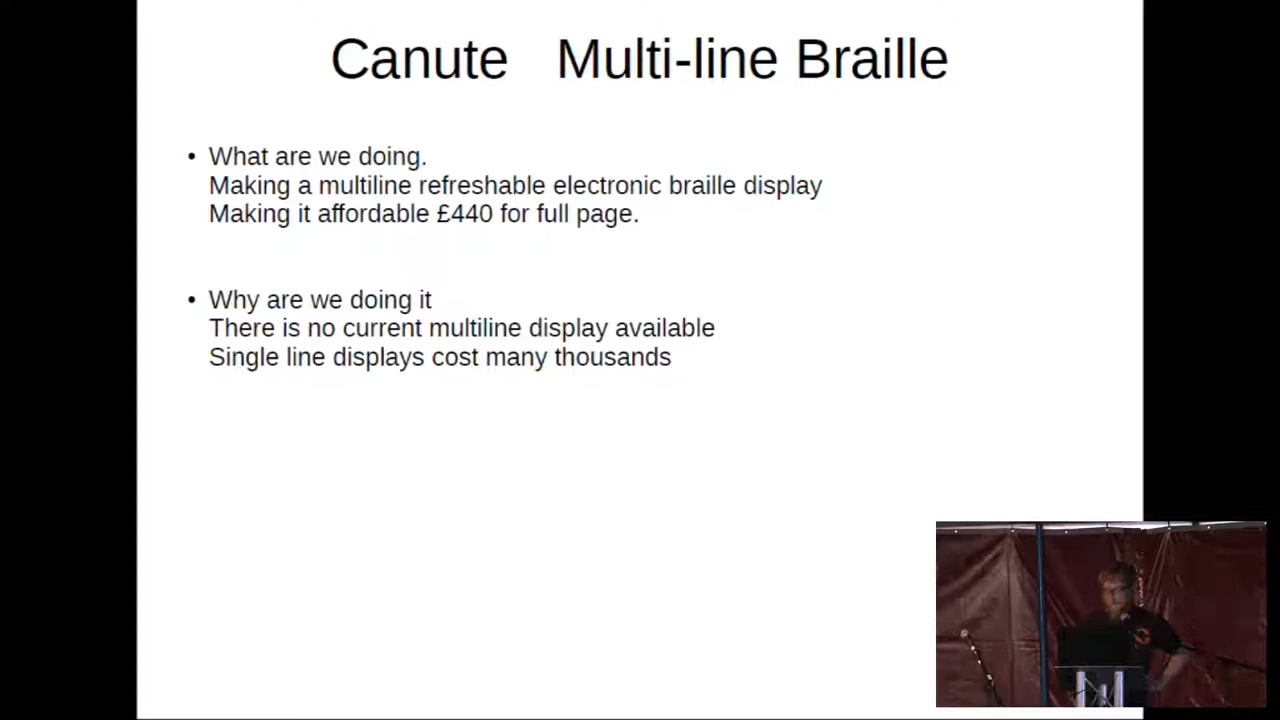 Canute Multi-line Braille
• What are we doing.
Making a multiline refreshable electronic braille display
Making it affordable £440 for full page.
• Why are we doing it
There is no current multiline display available
Single line displays cost many thousands